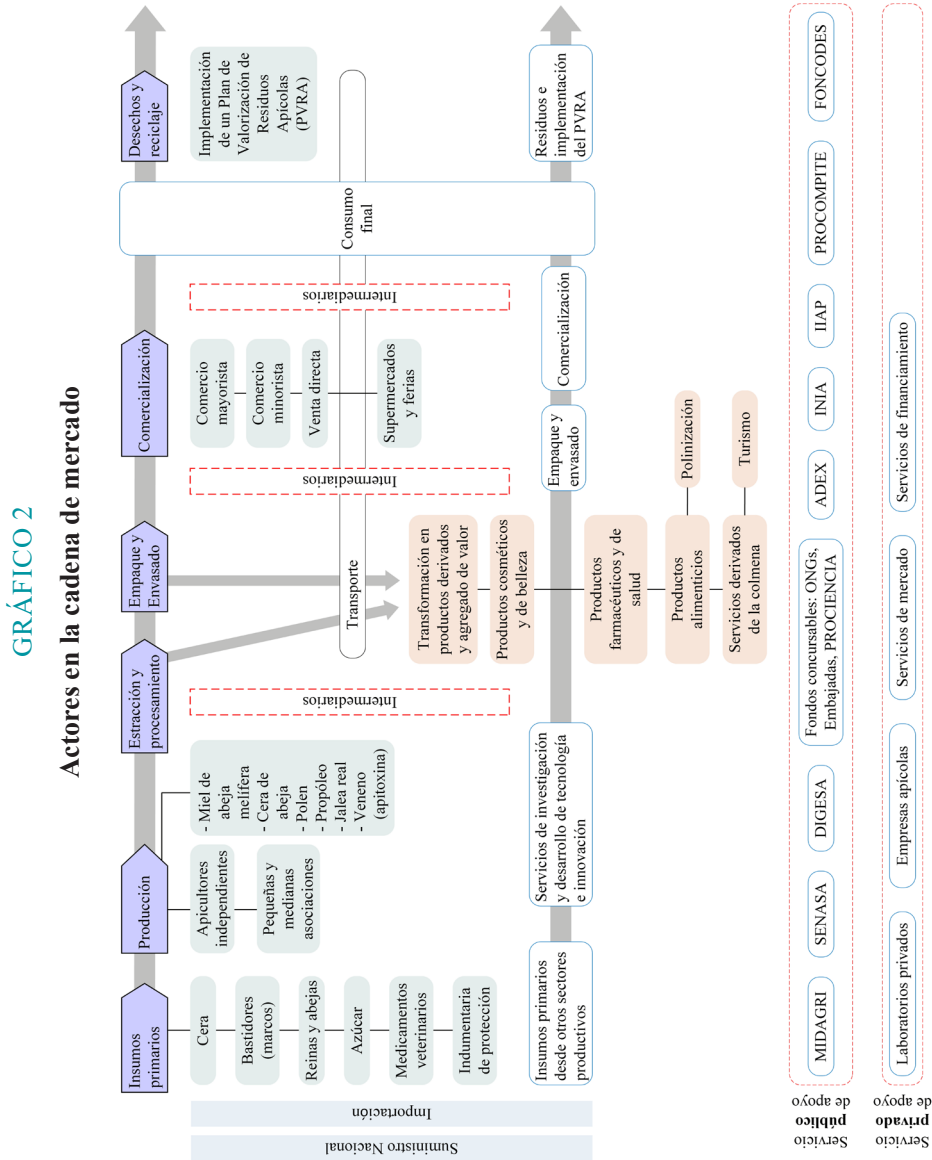 GRÁFICO 2
Actores en la cadena de mercado
Insumos
primarios
Producción
Estracción y
procesamiento
Empaque y
Envasado
Comercialización
Desechos y
reciclaje
Suministro Nacional
Importación
Cera
Bastidores
(marcos)
Reinas y abejas
Azúcar
Medicamentos
veterinarios
Indumentaria
de protección
Apicultores
independientes
Pequeñas y
medianas
asociaciones
- Miel de
abeja
melífera
- Cera de
abeja
- Polen
- Propóleo
- Jalea real
- Veneno
(apitoxina)
Intermediarios
Transporte
Intermediarios
Comercio
mayorista
Comercio
minorista
Venta directa
Supermercados
y ferias
Intermediarios
Consumo
final
Implementación
de un Plan de
Valorización de
Residuos
Apícolas
(PVRA)
Transformación en
productos derivados
y agregado de valor
Productos cosméticos
y de belleza
Insumos primarios
desde otros sectores
productivos
Servicios de investigación
y desarrollo de tecnología
e innovación
Empaque y
envasado
Comercialización
Residuos e
implementación
del PVRA
Productos
farmacéuticos y de
salud
Productos
alimenticios
Polinización
Servicios derivados
de la colmena
Turismo
Servicio
de apoyo
público
MIDAGRI
SENASA
DIGESA
Fondos concursables: ONGs,
Embajadas, PROCIENCIA
ADEX
INIA
IIAP
PROCOMPITE
FONCODES
Servicio
de apoyo
privado
Laboratorios privados
Empresas apícolas
Servicios de mercado
Servicios de financiamiento